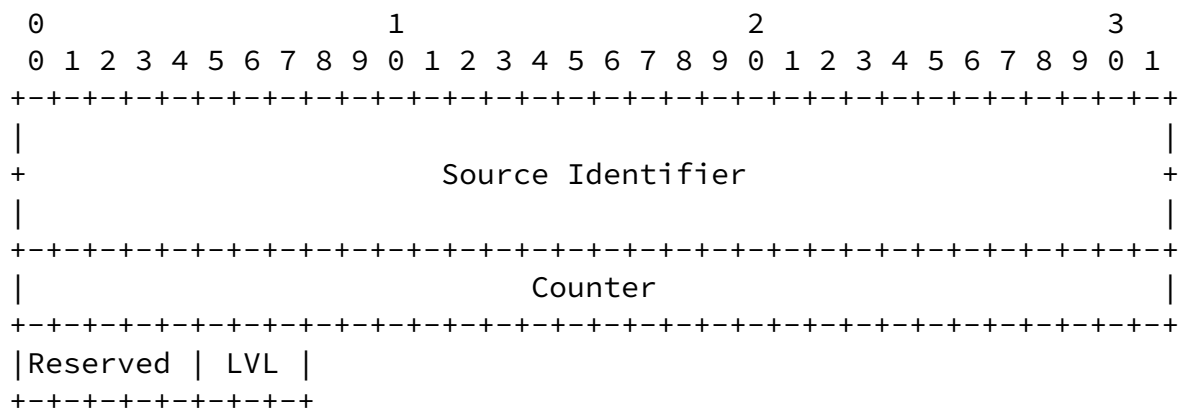 0                   1                   2                   3
 0 1 2 3 4 5 6 7 8 9 0 1 2 3 4 5 6 7 8 9 0 1 2 3 4 5 6 7 8 9 0 1
+-+-+-+-+-+-+-+-+-+-+-+-+-+-+-+-+-+-+-+-+-+-+-+-+-+-+-+-+-+-+-+-+
|                                                               |
+                       Source Identifier                       +
|                                                               |
+-+-+-+-+-+-+-+-+-+-+-+-+-+-+-+-+-+-+-+-+-+-+-+-+-+-+-+-+-+-+-+-+
|                            Counter                            |
+-+-+-+-+-+-+-+-+-+-+-+-+-+-+-+-+-+-+-+-+-+-+-+-+-+-+-+-+-+-+-+-+
|Reserved | LVL |
+-+-+-+-+-+-+-+-+